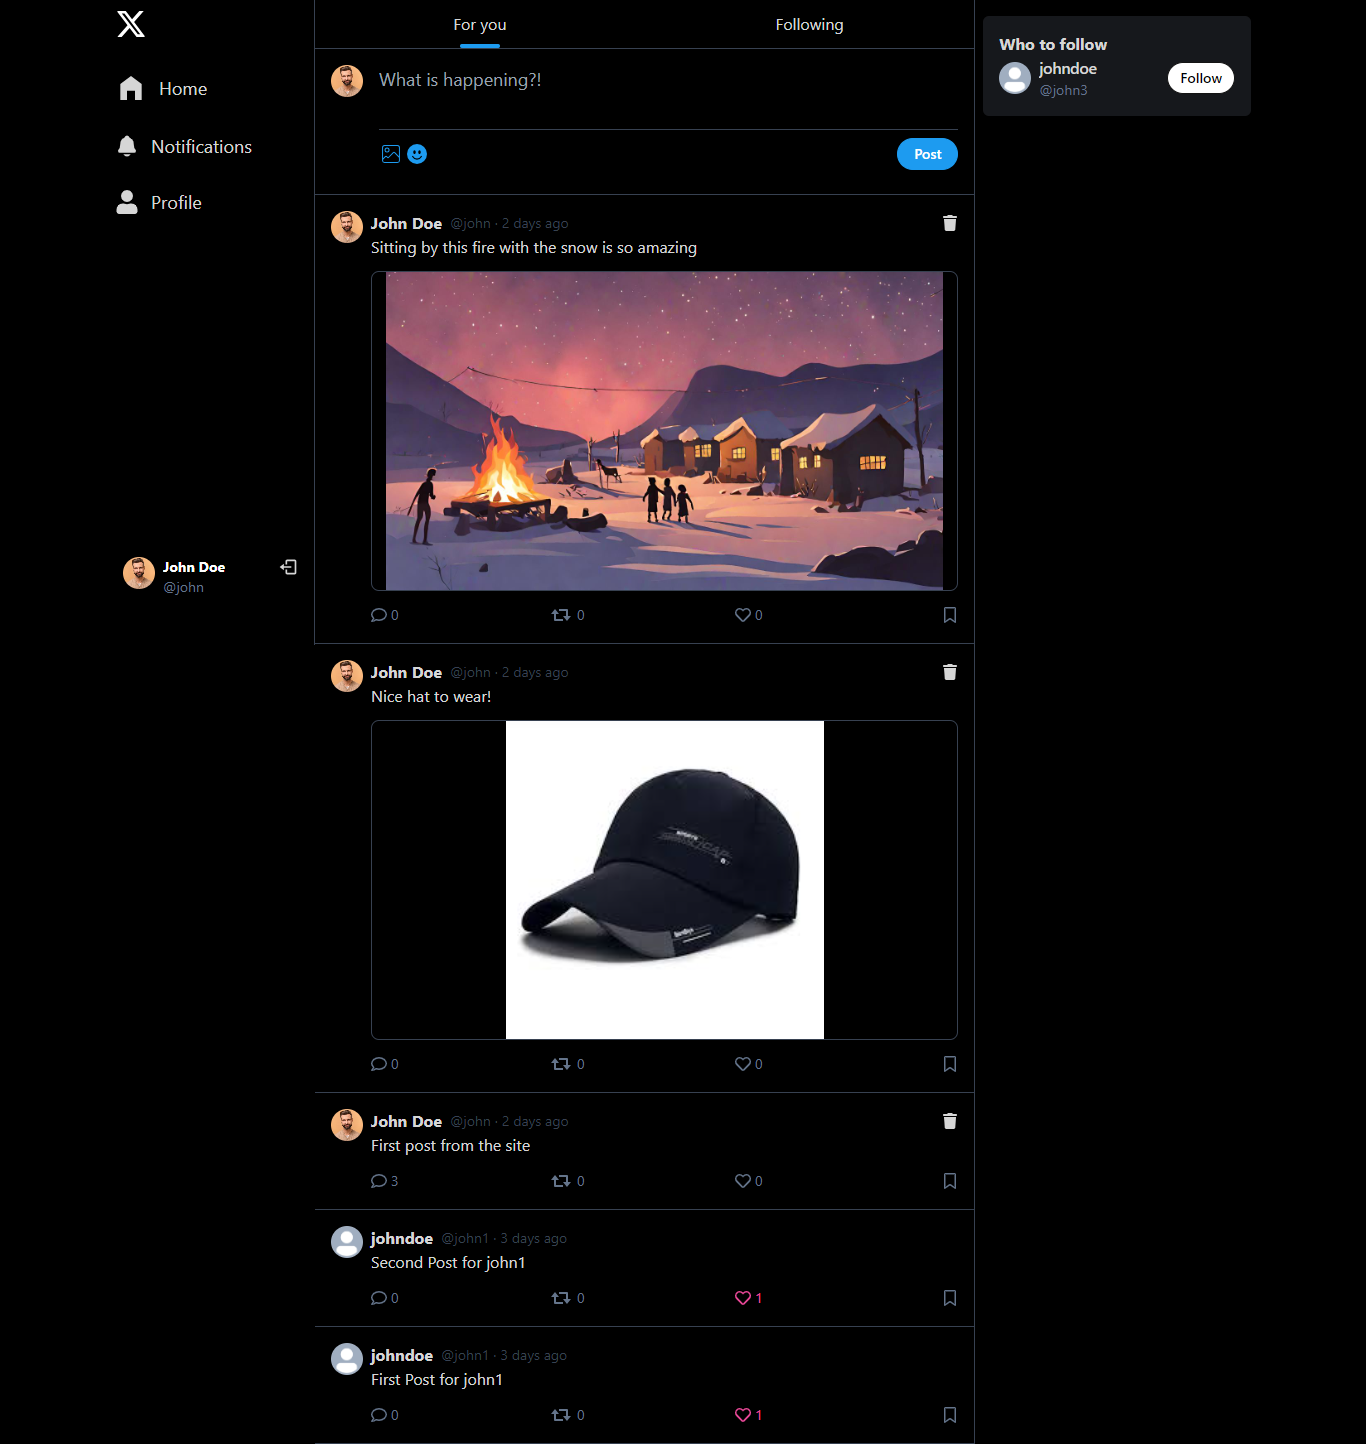 Home
Notifications
Profile
John Doe
@john
For you
Following
What is happening?!
Post
John Doe @john · 2 days ago
Sitting by this fire with the snow is so amazing
0 0 0
John Doe @john · 2 days ago
Nice hat to wear!
0 0 0
John Doe @john · 2 days ago
First post from the site
3 0 0
johndoe @john1 · 3 days ago
Second Post for john1
0 0 1
johndoe @john1 · 3 days ago
First Post for john1
0 0 1
Who to follow
johndoe
@john3
Follow